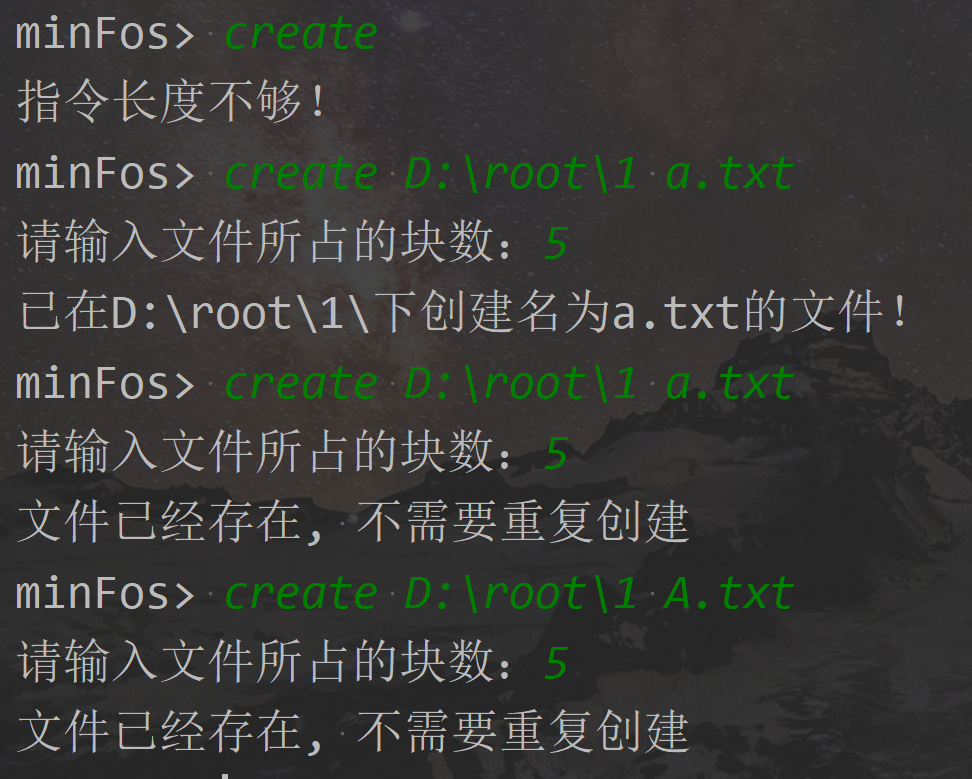 minFos> create
指令长度不够!
minFos> create D:\root\1 a.txt
请输入文件所占的块数: 5
已在D:\root\1\下创建名为a.txt的文件!
minFos> create D:\root\1 a.txt
请输入文件所占的块数: 5
文件已经存在, 不需要重复创建
minFos> create D:\root\1 A.txt
请输入文件所占的块数: 5
文件已经存在, 不需要重复创建